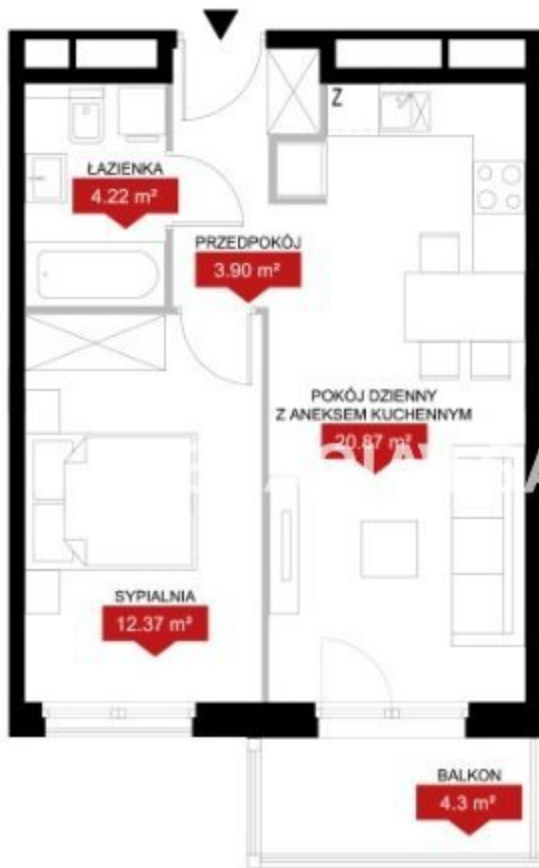 Z
ŁAZIENKA
4.22 m²
PRZEDPOKÓJ
3.90 m²
POKÓJ DZIENNY
Z ANEKSEM KUCHENNYM
20.87 m²
SYPIALNIA
12.37 m²
BALKON
4.3 m²